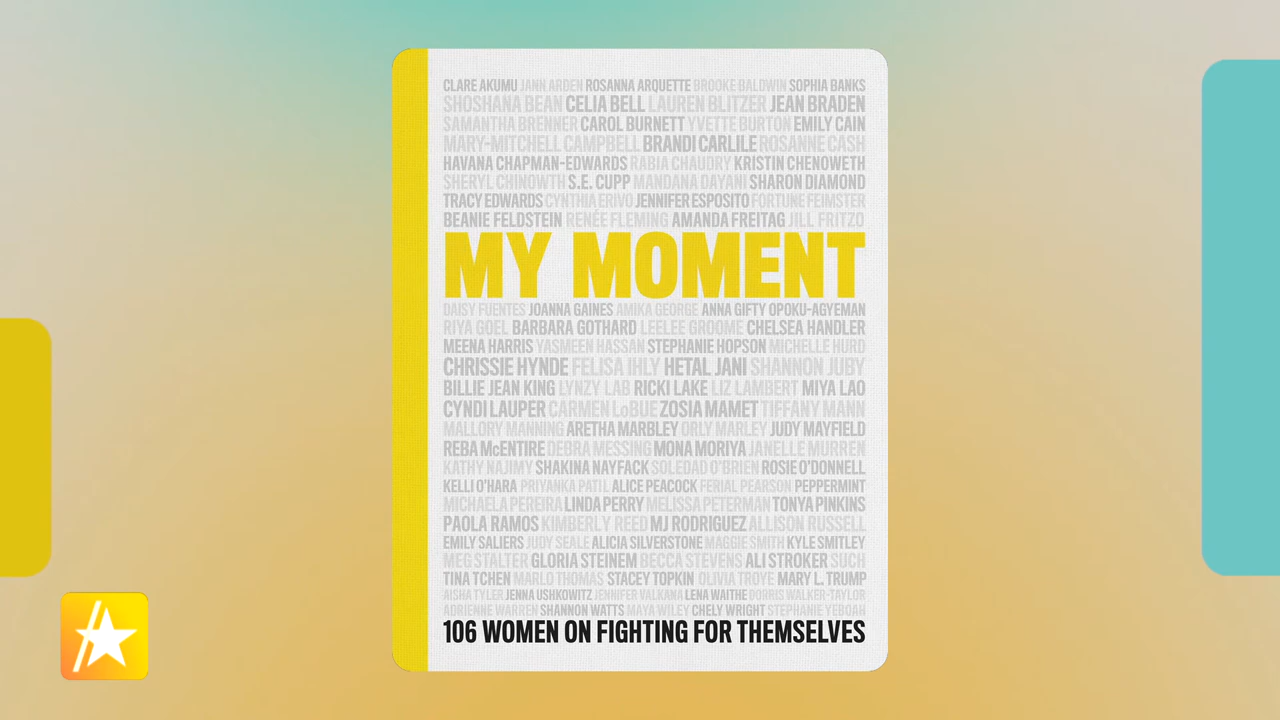 CLARE AKUMU JANN ARDEN ROSANNA ARQUETTE BROOKE BALDWIN SOPHIA BANKS
SHOSHANA BEAN CELIA BELL LAUREN BLITZER JEAN BRADEN
SAMANTHA BRENNER CAROL BURNETT YVETTE BURTON EMILY CAIN
MARY-MITCHELL CAMPBELL BRANDI CARLILE ROSANNE CASH
HAVANA CHAPMAN-EDWARDS RABIA CHAUDRY KRISTIN CHENOWETH
SHERYL CHINOWTH S.E. CUPP MANDANA DAYANI SHARON DIAMOND
TRACY EDWARDS CYNTHIA ERIVO JENNIFER ESPOSITO FORTUNE FEIMSTER
BEANIE FELDSTEIN RENÉE FLEMING AMANDA FREITAG JILL FRITZO
MY MOMENT
DAISY FUENTES JOANNA GAINES AMIKA GEORGE ANNA GIFTY OPOKU-AGYEMAN
RIYA GOEL BARBARA GOTHARD LEELEE GROOME CHELSEA HANDLER
MEENA HARRIS YASMEEN HASSAN STEPHANIE HOPSON MICHELLE HURD
CHRISSIE HYNDE FELISA IHLY HETAL JANI SHANNON JUBY
BILLIE JEAN KING LYNZY LAB RICKI LAKE LIZ LAMBERT MIYA LAO
CYNDI LAUPER CARMEN LoBUE ZOSIA MAMET TIFFANY MANN
MALLORY MANNING ARETHA MARBLEY ORLY MARLEY JUDY MAYFIELD
REBA McENTIRE DEBRA MESSING MONA MORIYA JANELLE MURREN
KATHY NAJIMY SHAKINA NAYFACK SOLEDAD O'BRIEN ROSIE O'DONNELL
KELLI O'HARA PRIYANKA PATIL ALICE PEACOCK FERIAL PEARSON PEPPERMINT
MICHAELA PEREIRA LINDA PERRY MELISSA PETERMAN TONYA PINKINS
PAOLA RAMOS KIMBERLY REED MJ RODRIGUEZ ALLISON RUSSELL
EMILY SALIERS JUDY SEALE ALICIA SILVERSTONE MAGGIE SMITH KYLE SMITLEY
MEG STALTER GLORIA STEINEM BECCA STEVENS ALI STROKER SUCH
TINA TCHEN MARLO THOMAS STACEY TOPKIN OLIVIA TROYE MARY L. TRUMP
AISHA TYLER JENNA USHKOWITZ JENNIFER VALKANA LENA WAITHE DORRIS WALKER-TAYLOR
ADRIENNE WARREN SHANNON WATTS MAYA WILEY CHELY WRIGHT STEPHANIE YEBOAH
106 WOMEN ON FIGHTING FOR THEMSELVES